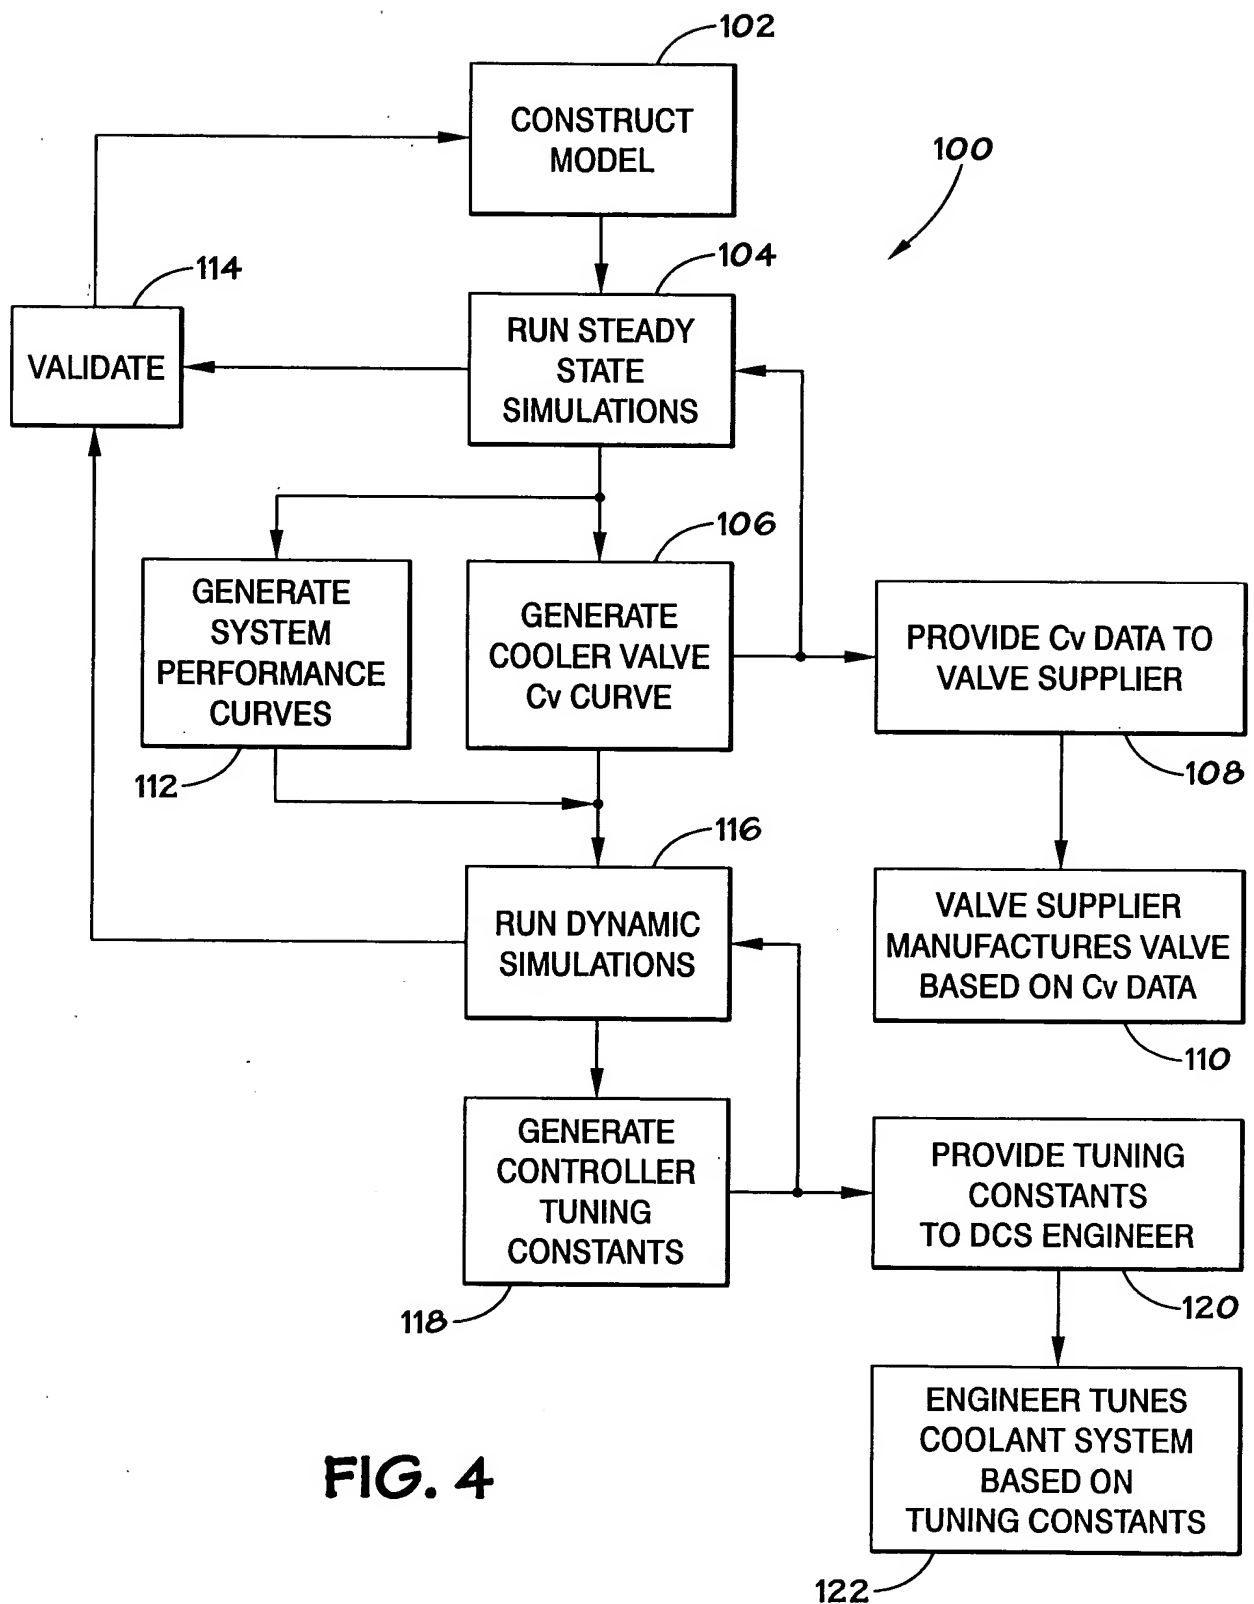 102
CONSTRUCT
MODEL
100
104
114
RUN STEADY
STATE
SIMULATIONS
VALIDATE
106
GENERATE
SYSTEM
PERFORMANCE
CURVES
GENERATE
COOLER VALVE
Cv CURVE
PROVIDE Cv DATA TO
VALVE SUPPLIER
112
108
116
RUN DYNAMIC
SIMULATIONS
VALVE SUPPLIER
MANUFACTURES VALVE
BASED ON Cv DATA
110
GENERATE
CONTROLLER
TUNING
CONSTANTS
PROVIDE TUNING
CONSTANTS
TO DCS ENGINEER
118
120
ENGINEER TUNES
COOLANT SYSTEM
BASED ON
TUNING CONSTANTS
122
FIG. 4